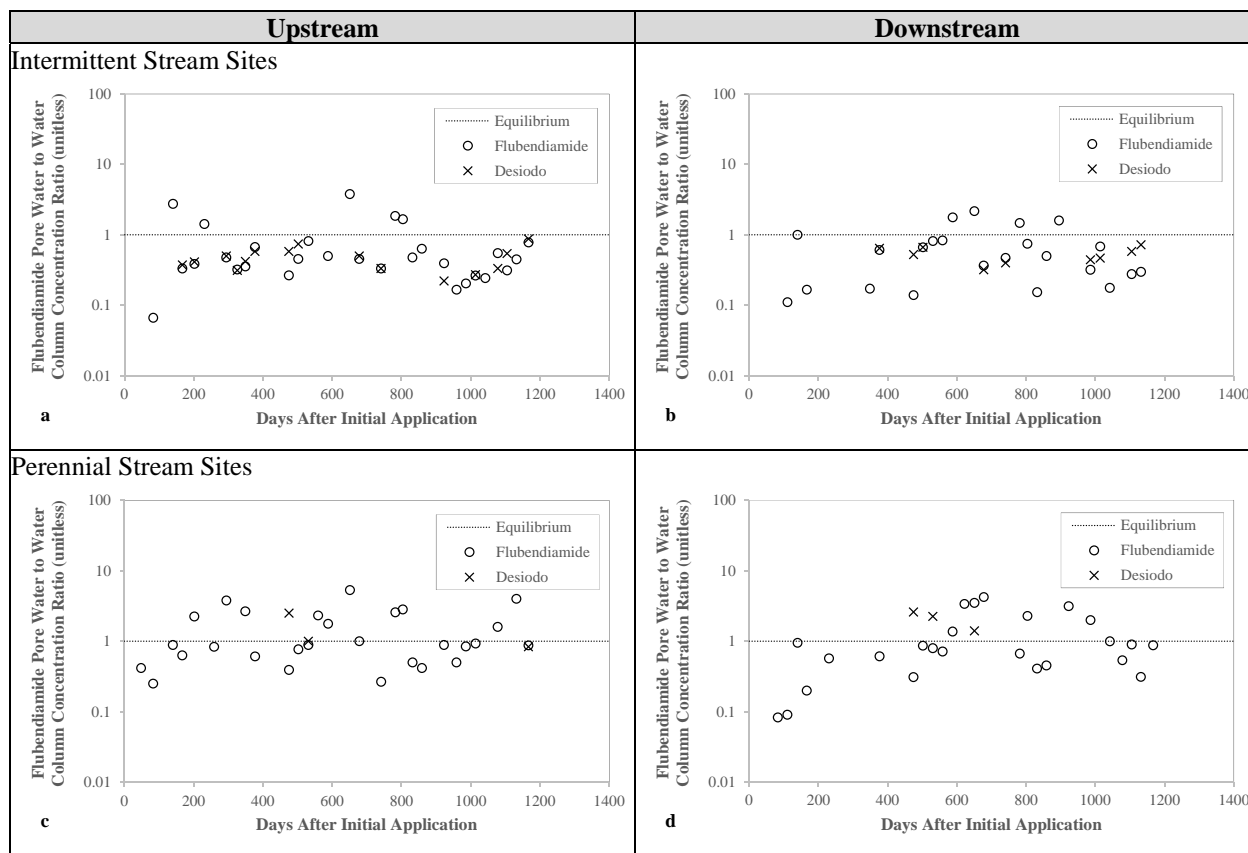 Upstream
Downstream
Intermittent Stream Sites
Flubendiamide Pore Water to Water
Column Concentration Ratio (unitless)
100
10
1
0.1
0.01
Equilibrium
Flubendiamide
Desiodo
0 200 400 600 800 1000 1200 1400
Days After Initial Application
a
Flubendiamide Pore Water to Water
Column Concentration Ratio (unitless)
100
10
1
0.1
0.01
Equilibrium
Flubendiamide
Desiodo
0 200 400 600 800 1000 1200 1400
Days After Initial Application
b
Perennial Stream Sites
Flubendiamide Pore Water to Water
Column Concentration Ratio (unitless)
100
10
1
0.1
0.01
Equilibrium
Flubendiamide
Desiodo
0 200 400 600 800 1000 1200 1400
Days After Initial Application
c
Flubendiamide Pore Water to Water
Column Concentration Ratio (unitless)
100
10
1
0.1
0.01
Equilibrium
Flubendiamide
Desiodo
0 200 400 600 800 1000 1200 1400
Days After Initial Application
d